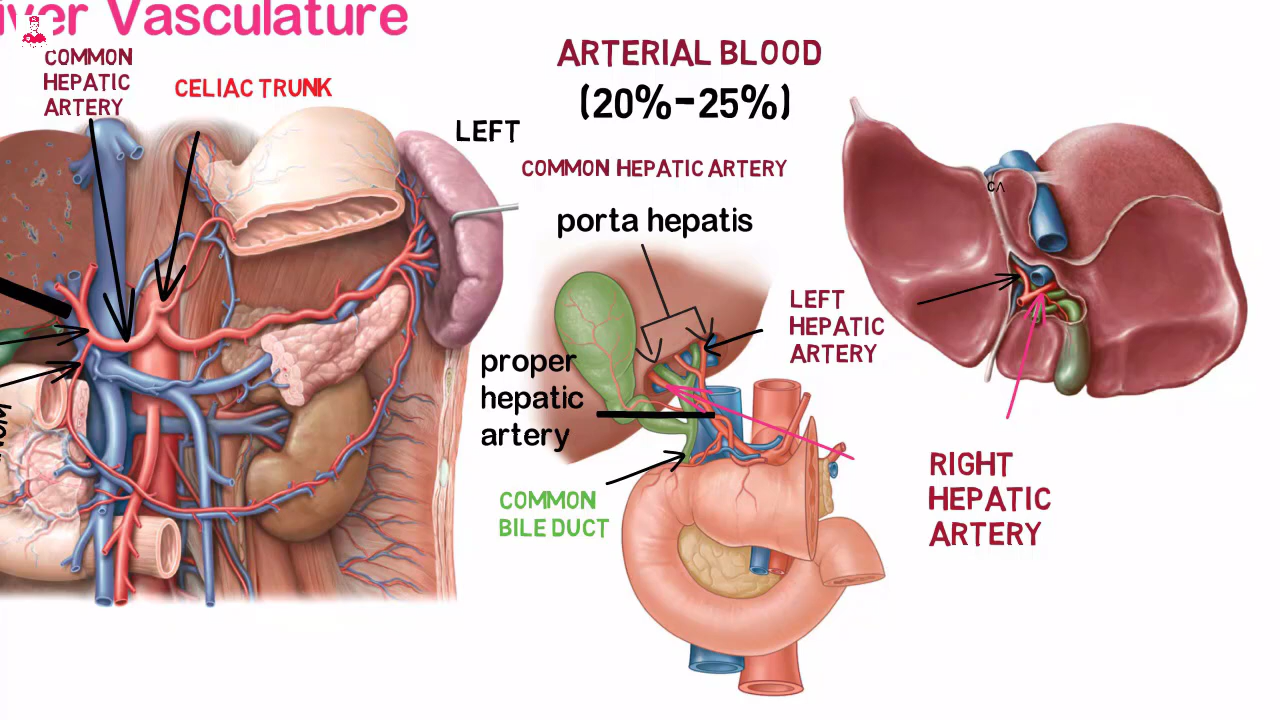 iver Vasculature
COMMON
HEPATIC
ARTERY
CELIAC TRUNK
LEFT
ARTERIAL BLOOD
(20%-25%)
COMMON HEPATIC ARTERY
porta hepatis
LEFT
HEPATIC
ARTERY
proper
hepatic
artery
COMMON
BILE DUCT
RIGHT
HEPATIC
ARTERY